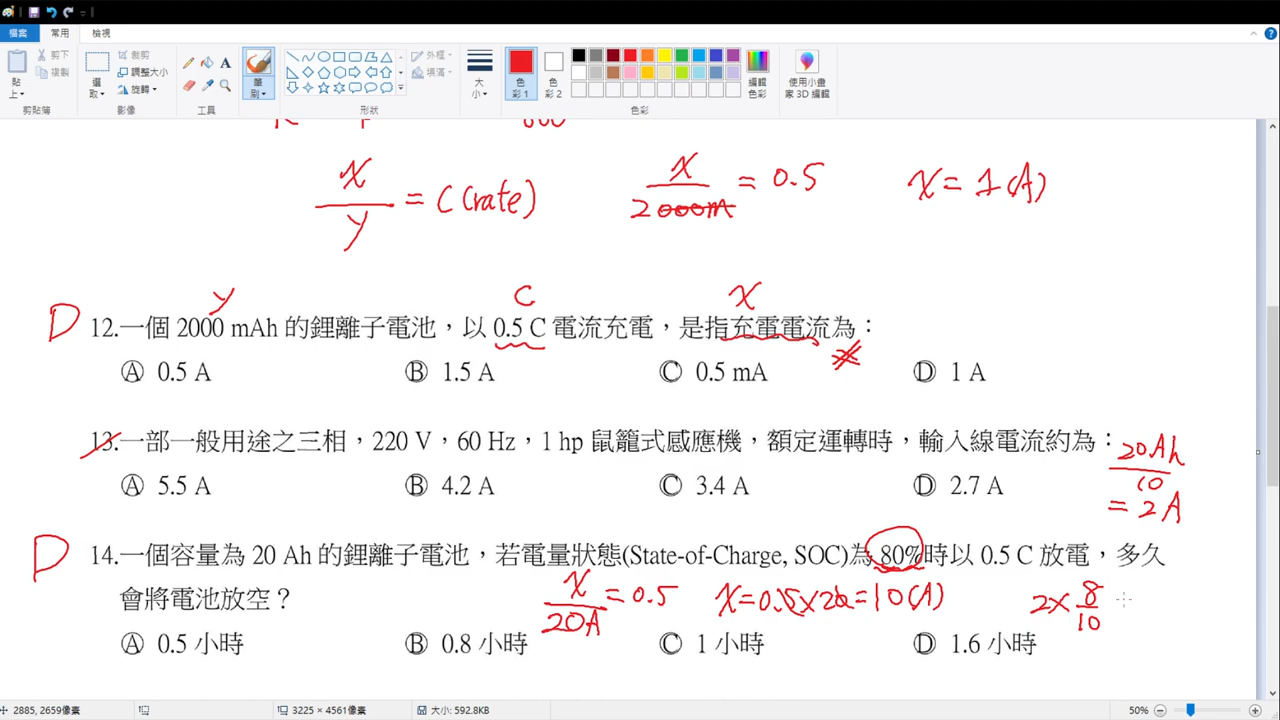 檔案 常用 檢視
貼上 剪下 複製 剪貼簿
選取 裁剪 調整大小 旋轉 影像
工具
筆刷
形狀 外框 填滿
大小
色彩 1 色彩 2 編輯色彩 色彩
使用小畫家 3D 編輯
x/y = C(rate) x/2000m = 0.5 x = 1(A)
y C x
D 12.一個 2000 mAh 的鋰離子電池，以 0.5 C 電流充電，是指充電電流為：
Ⓐ 0.5 A Ⓑ 1.5 A Ⓒ 0.5 mA Ⓓ 1 A
13.一部一般用途之三相，220 V，60 Hz，1 hp 鼠籠式感應機，額定運轉時，輸入線電流約為：
Ⓐ 5.5 A Ⓑ 4.2 A Ⓒ 3.4 A Ⓓ 2.7 A
20Ah/10
= 2A
D 14.一個容量為 20 Ah 的鋰離子電池，若電量狀態(State-of-Charge, SOC)為 80%時以 0.5 C 放電，多久
會將電池放空？ x/20A = 0.5 x = 0.5×20 = 10(A) 2×8/10
Ⓐ 0.5 小時 Ⓑ 0.8 小時 Ⓒ 1 小時 Ⓓ 1.6 小時
2885, 2659像素 3225 × 4561像素 大小: 592.8KB 50%